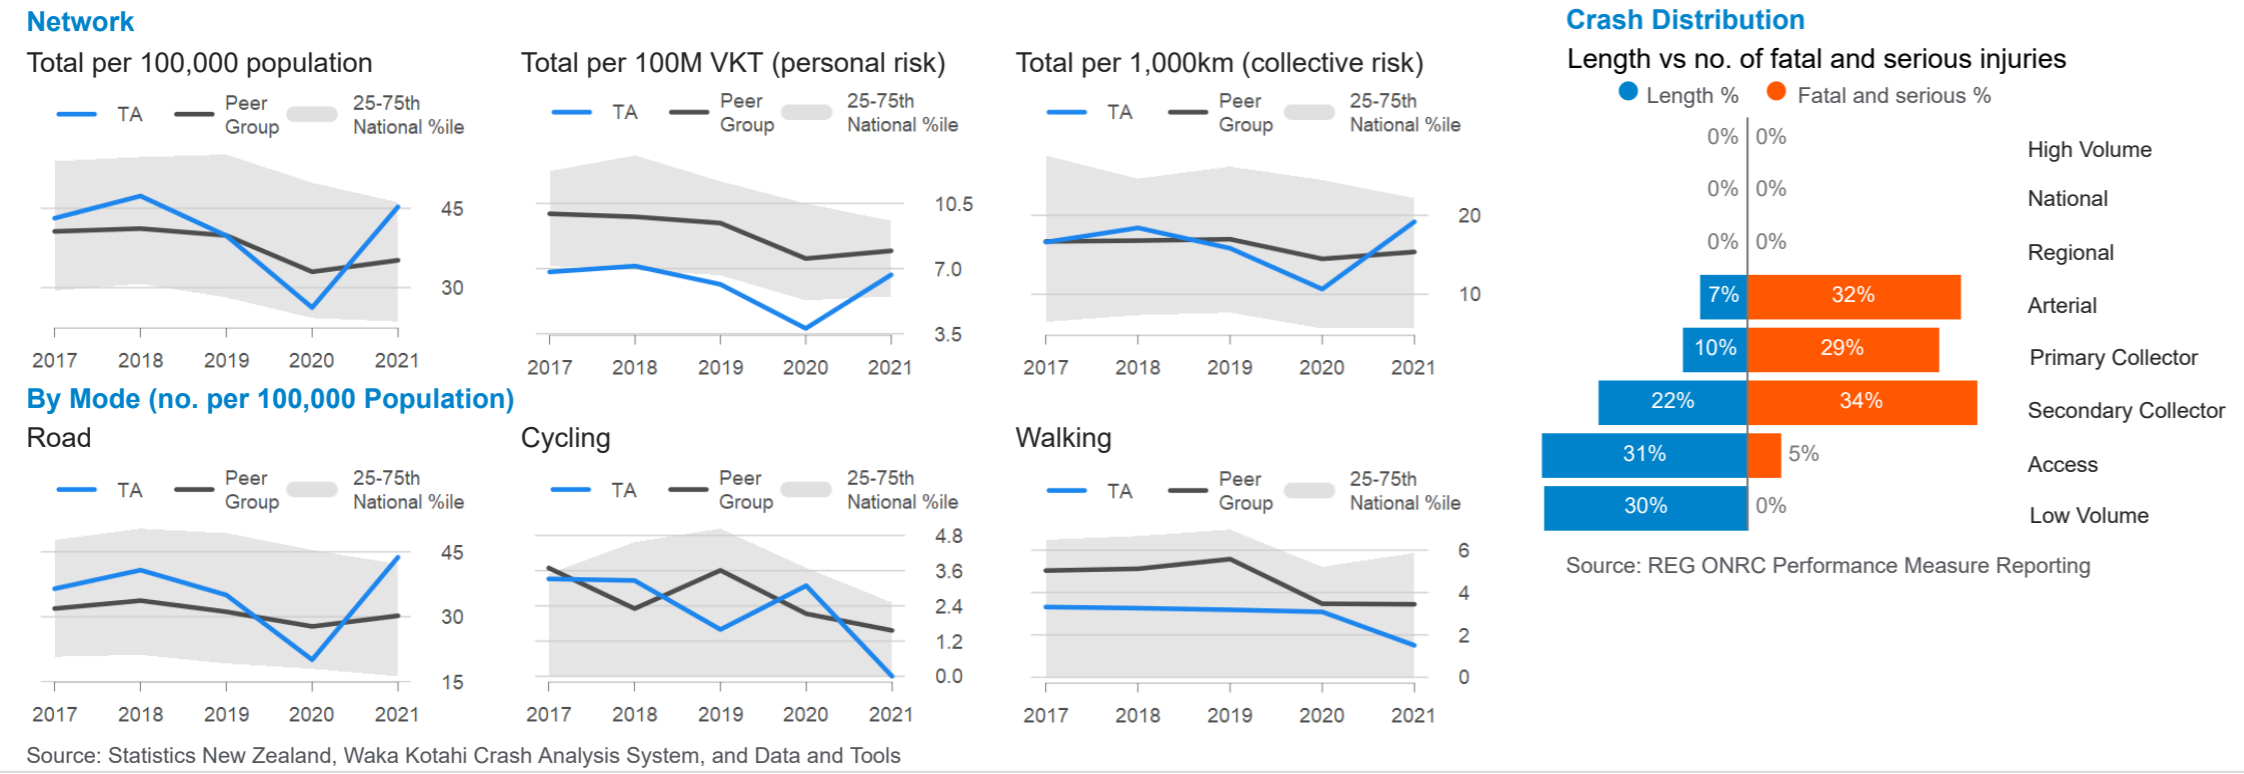 Network
Total per 100,000 population
TA
Peer
Group
25-75th
National %ile
45
30
2017 2018 2019 2020 2021
Total per 100M VKT (personal risk)
TA
Peer
Group
25-75th
National %ile
10.5
7.0
3.5
2017 2018 2019 2020 2021
Total per 1,000km (collective risk)
TA
Peer
Group
25-75th
National %ile
20
10
2017 2018 2019 2020 2021
By Mode (no. per 100,000 Population)
Road
TA
Peer
Group
25-75th
National %ile
45
30
15
2017 2018 2019 2020 2021
Cycling
TA
Peer
Group
25-75th
National %ile
4.8
3.6
2.4
1.2
0.0
2017 2018 2019 2020 2021
Walking
TA
Peer
Group
25-75th
National %ile
6
4
2
0
2017 2018 2019 2020 2021
Source: Statistics New Zealand, Waka Kotahi Crash Analysis System, and Data and Tools
Crash Distribution
Length vs no. of fatal and serious injuries
Length % Fatal and serious %
0% 0% High Volume
0% 0% National
0% 0% Regional
7% 32% Arterial
10% 29% Primary Collector
22% 34% Secondary Collector
31% 5% Access
30% 0% Low Volume
Source: REG ONRC Performance Measure Reporting